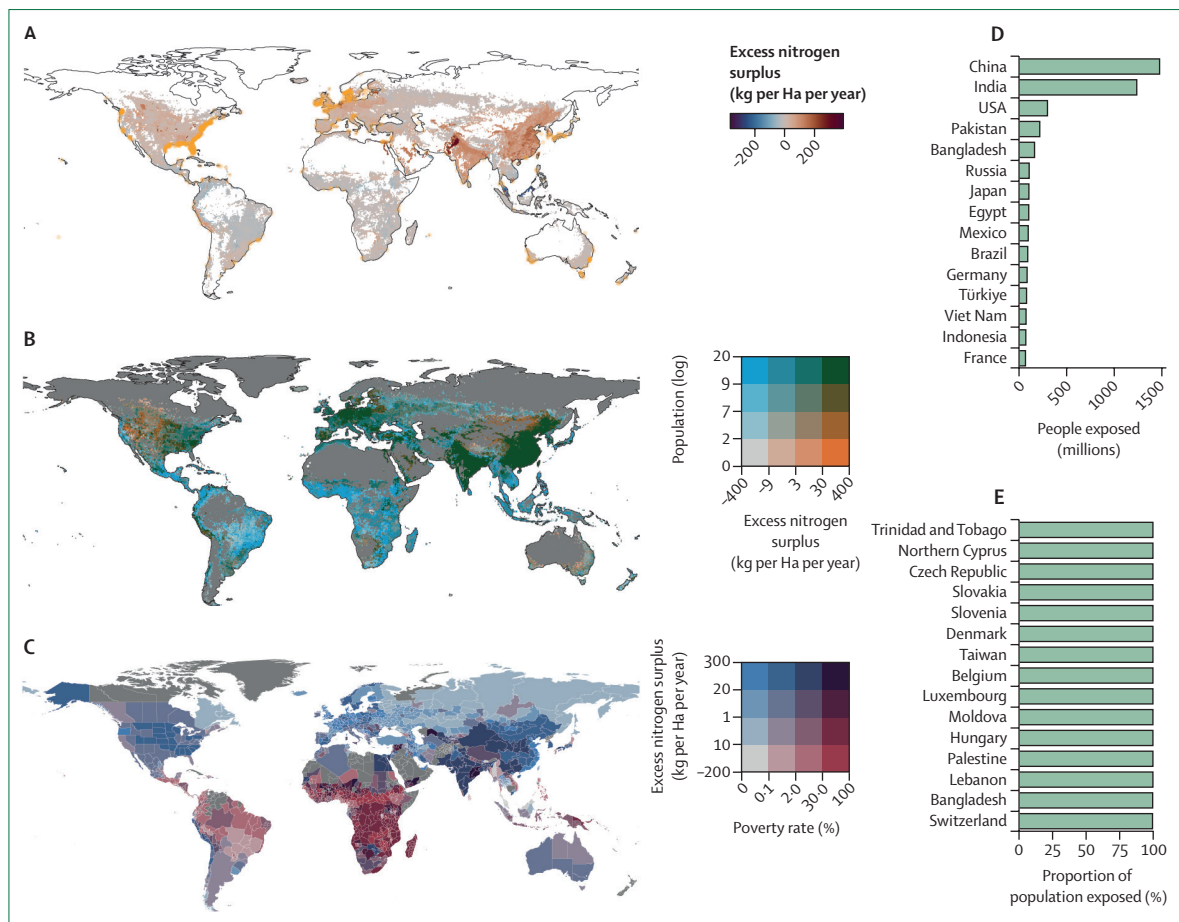 A
Excess nitrogen
surplus
(kg per Ha per year)
-200
0
200
B
Population (log)
20
9
7
2
0
-400
-9
3
30
400
Excess nitrogen
surplus
(kg per Ha per year)
C
Excess nitrogen surplus
(kg per Ha per year)
300
20
1
10
–200
0
0·1
2·0
30·0
100
Poverty rate (%)
D
China
India
USA
Pakistan
Bangladesh
Russia
Japan
Egypt
Mexico
Brazil
Germany
Türkiye
Viet Nam
Indonesia
France
0
500
1000
1500
People exposed
(millions)
E
Trinidad and Tobago
Northern Cyprus
Czech Republic
Slovakia
Slovenia
Denmark
Taiwan
Belgium
Luxembourg
Moldova
Hungary
Palestine
Lebanon
Bangladesh
Switzerland
0
25
50
75
100
Proportion of
population exposed (%)